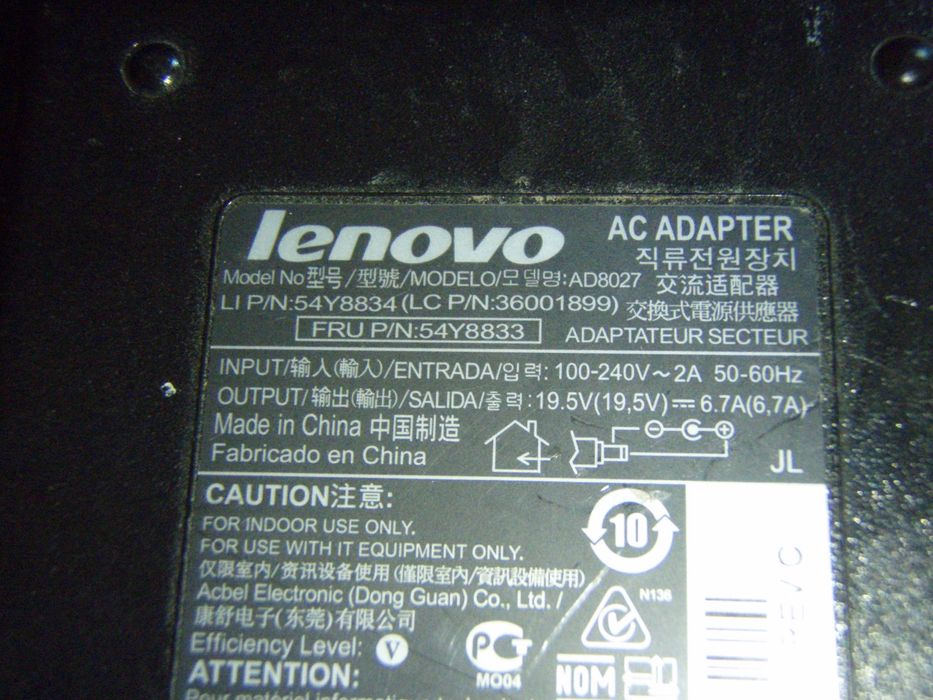 lenovo AC ADAPTER
직류전원장치
Model No型号/型號/MODELO/모델명:AD8027 交流适配器
LI P/N:54Y8834(LC P/N:36001899) 交換式電源供應器
FRU P/N:54Y8833 ADAPTATEUR SECTEUR
INPUT/输入(輸入)/ENTRADA/입력: 100-240V~2A 50-60Hz
OUTPUT/输出(輸出)/SALIDA/출력: 19.5V(19,5V)⎓ 6.7A(6,7A)
Made in China 中国制造
Fabricado en China
JL
CAUTION注意:
FOR INDOOR USE ONLY.
FOR USE WITH IT EQUIPMENT ONLY.
仅限室内/资讯设备使用 (僅限室內/資訊設備使用)
Acbel Electronic (Dong Guan) Co., Ltd. /
康舒电子(东莞)有限公司
Efficiency Level: V
ATTENTION:
Pour matériel informatique
10
N136
PCT
MO04
NOM
REV C